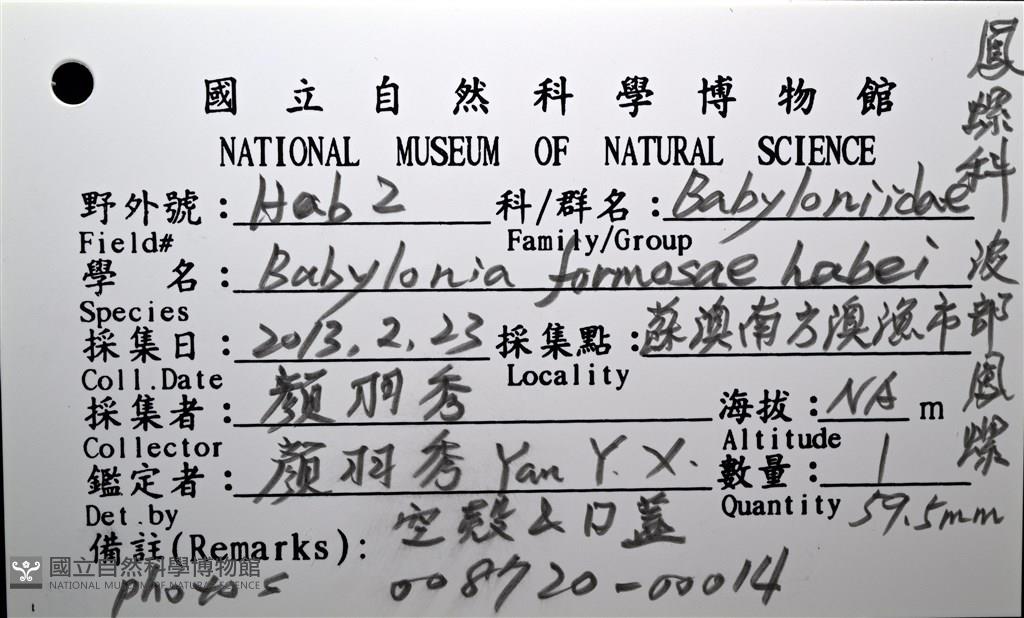 國立自然科學博物館
NATIONAL MUSEUM OF NATURAL SCIENCE
野外號: Hab 2 科/群名: Babyloniidae 鳳螺科
Field# Family/Group
學 名: Babylonia formosae habei 波部鳳螺
Species
採集日: 2013.2.23 採集點: 蘇澳南方澳漁市
Coll.Date Locality
採集者: 顏羽秀 海拔: NA m
Collector Altitude
鑑定者: 顏羽秀 Yan Y. X. 數量: 1
Det.by Quantity 59.5mm
備註(Remarks): 空殼 & 口蓋
photos 008720-00014
國立自然科學博物館
NATIONAL MUSEUM OF NATURAL SCIENCE